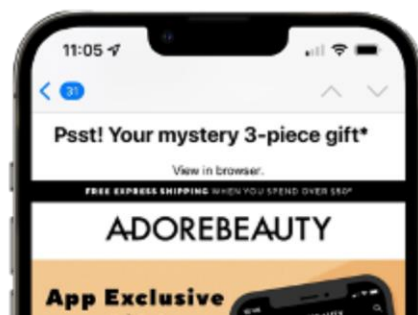 11:05
31
Psst! Your mystery 3-piece gift*
View in browser.
FREE EXPRESS SHIPPING WHEN YOU SPEND OVER $50*
ADOREBEAUTY
App Exclusive